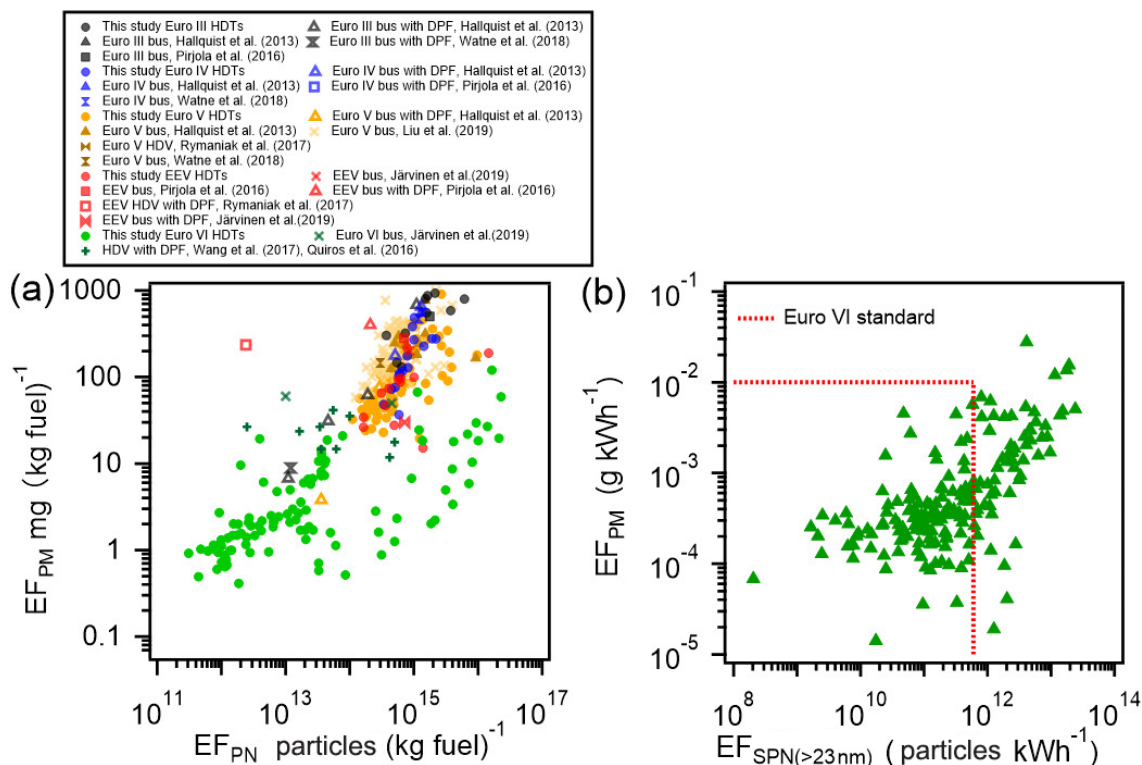 This study Euro III HDTs
Euro III bus with DPF, Hallquist et al. (2013)
Euro III bus, Hallquist et al. (2013)
Euro III bus with DPF, Watne et al. (2018)
Euro III bus, Pirjola et al. (2016)
This study Euro IV HDTs
Euro IV bus with DPF, Hallquist et al. (2013)
Euro IV bus, Hallquist et al. (2013)
Euro IV bus with DPF, Pirjola et al. (2016)
Euro IV bus, Watne et al. (2018)
This study Euro V HDTs
Euro V bus with DPF, Hallquist et al. (2013)
Euro V bus, Hallquist et al. (2013)
Euro V bus, Liu et al. (2019)
Euro V HDV, Rymaniak et al. (2017)
Euro V bus, Watne et al. (2018)
This study EEV HDTs
EEV bus, Järvinen et al.(2019)
EEV bus, Pirjola et al. (2016)
EEV bus with DPF, Pirjola et al. (2016)
EEV HDV with DPF, Rymaniak et al. (2017)
EEV bus with DPF, Järvinen et al.(2019)
This study Euro VI HDTs
Euro VI bus, Järvinen et al.(2019)
HDV with DPF, Wang et al. (2017), Quiros et al. (2016)
(a)
1000
100
10
1
0.1
EF_PM mg (kg fuel)^-1
10^11
10^13
10^15
10^17
EF_PN particles (kg fuel)^-1
(b)
Euro VI standard
10^-1
10^-2
10^-3
10^-4
10^-5
EF_PM (g kWh^-1)
10^8
10^10
10^12
10^14
EF_SPN(>23nm) (particles kWh^-1)